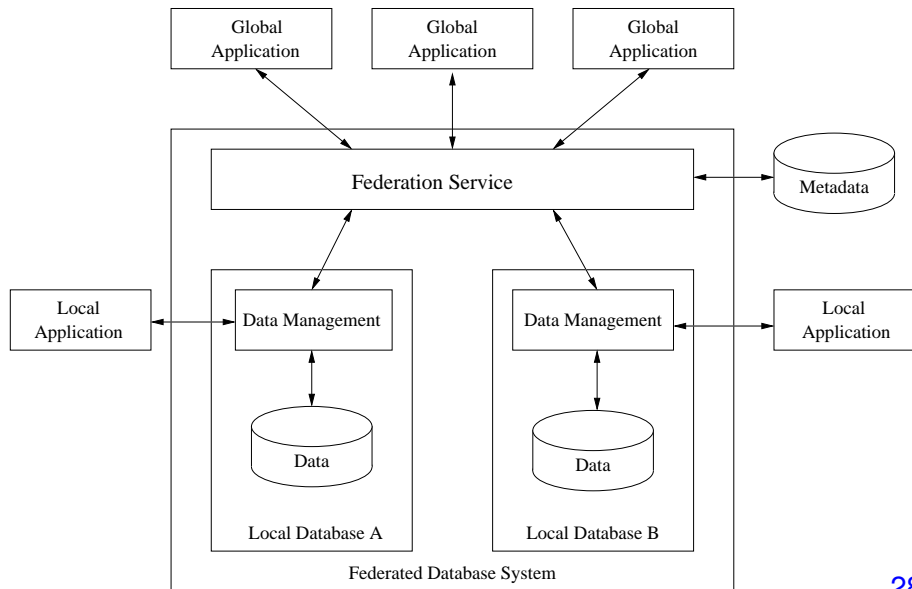 Global
Application
Global
Application
Global
Application
Federation Service
Metadata
Local
Application
Data Management
Data Management
Local
Application
Data
Data
Local Database A
Local Database B
Federated Database System
38